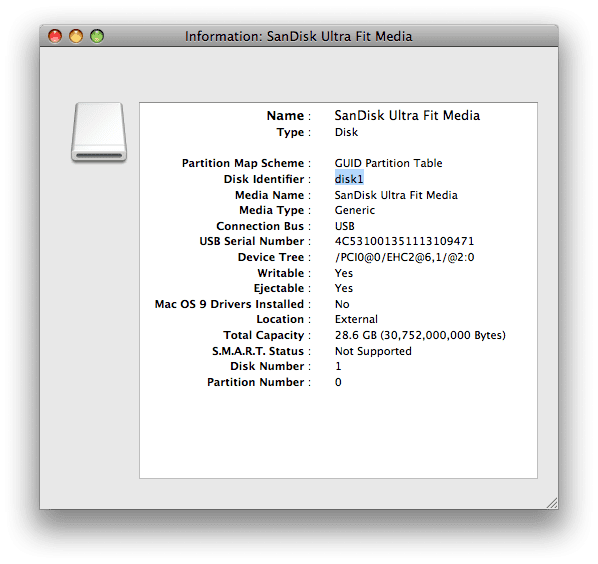 Information: SanDisk Ultra Fit Media
Name : SanDisk Ultra Fit Media
Type : Disk
Partition Map Scheme : GUID Partition Table
Disk Identifier : disk1
Media Name : SanDisk Ultra Fit Media
Media Type : Generic
Connection Bus : USB
USB Serial Number : 4C531001351113109471
Device Tree : /PCI0@0/EHC2@6,1/@2:0
Writable : Yes
Ejectable : Yes
Mac OS 9 Drivers Installed : No
Location : External
Total Capacity : 28.6 GB (30,752,000,000 Bytes)
S.M.A.R.T. Status : Not Supported
Disk Number : 1
Partition Number : 0